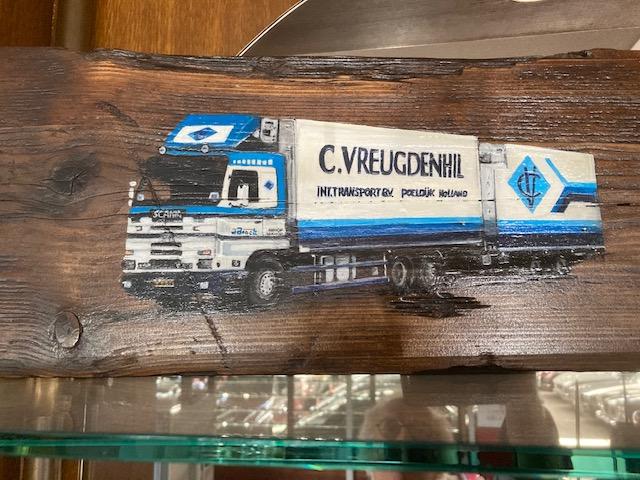 C.VREUGDENHIL
INT.TRANSPORT B.V. POELDIJK HOLLAND
SCANIA